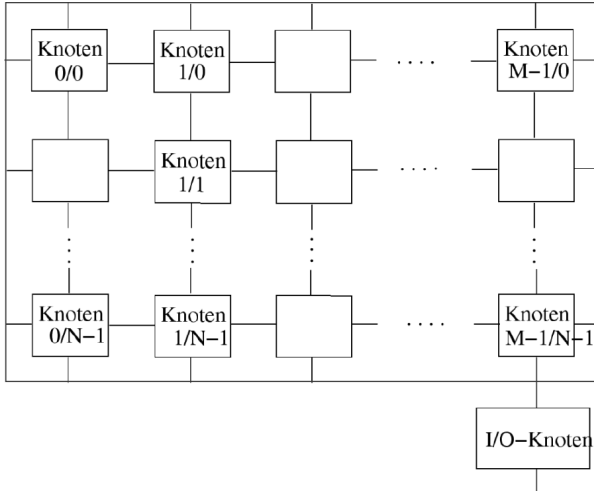 Knoten
0/0
Knoten
1/0
Knoten
M−1/0
Knoten
1/1
Knoten
0/N−1
Knoten
1/N−1
Knoten
M−1/N−1
I/O−Knoten